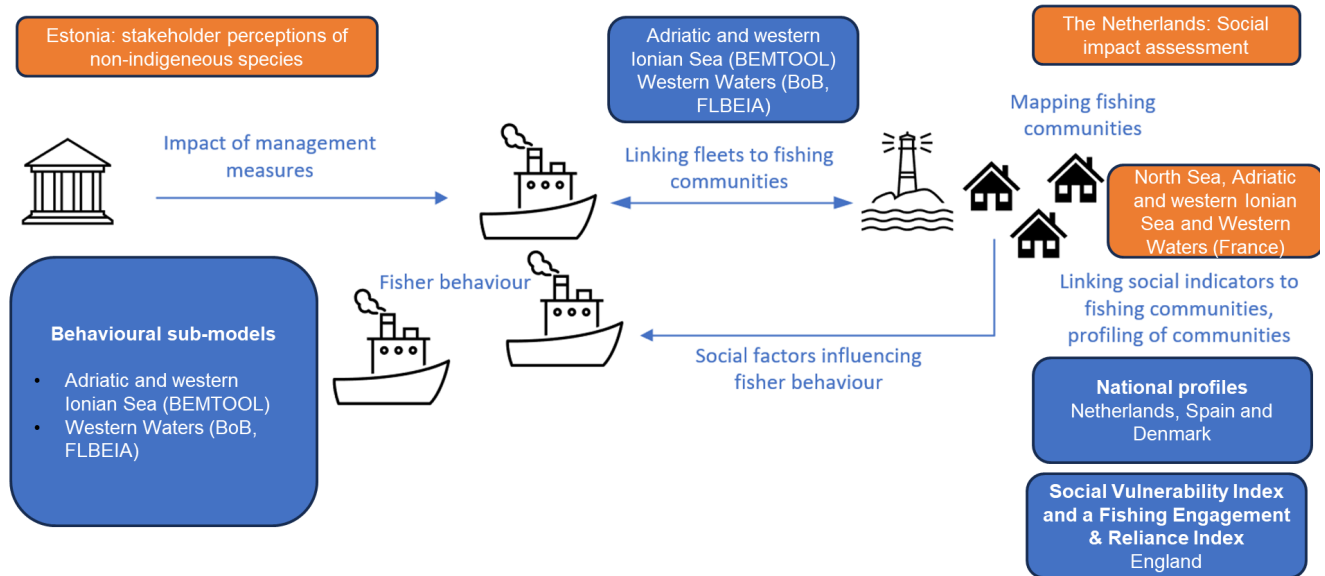 Estonia: stakeholder perceptions of
non-indigeneous species
Adriatic and western
Ionian Sea (BEMTOOL)
Western Waters (BoB,
FLBEIA)
The Netherlands: Social
impact assessment
Impact of management
measures
Linking fleets to fishing
communities
Mapping fishing
communities
North Sea, Adriatic
and western Ionian
Sea and Western
Waters (France)
Behavioural sub-models
• Adriatic and western
Ionian Sea (BEMTOOL)
• Western Waters (BoB,
FLBEIA)
Fisher behaviour
Social factors influencing
fisher behaviour
Linking social indicators to
fishing communities,
profiling of communities
National profiles
Netherlands, Spain and
Denmark
Social Vulnerability Index
and a Fishing Engagement
& Reliance Index
England